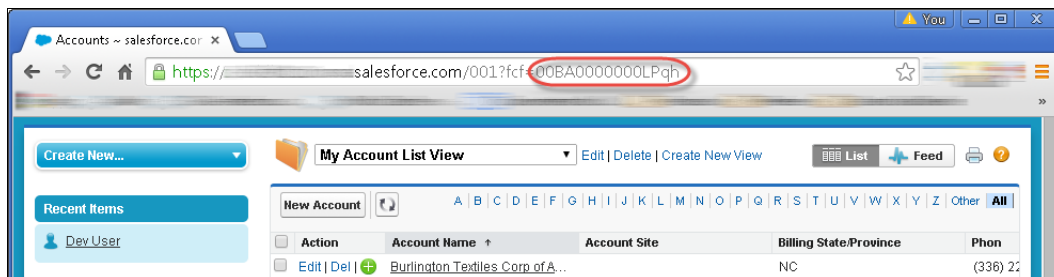 You
Accounts ~ salesforce.cor
https://
salesforce.com/001?fcf=00BA0000000LPqh
Create New...
My Account List View
Edit | Delete | Create New View
List
Feed
Recent Items
New Account
A | B | C | D | E | F | G | H | I | J | K | L | M | N | O | P | Q | R | S | T | U | V | W | X | Y | Z | Other All
Dev User
Action Account Name ↑ Account Site Billing State/Province Phon
Edit | Del | Burlington Textiles Corp of A... NC (336) 22